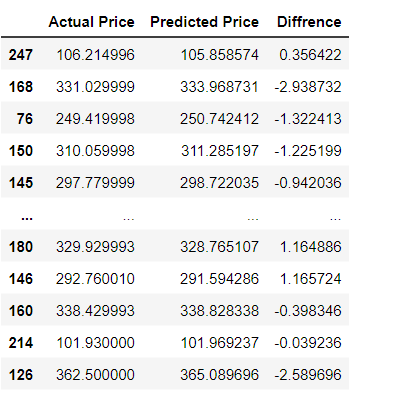 Actual Price Predicted Price Diffrence
247 106.214996 105.858574 0.356422
168 331.029999 333.968731 -2.938732
76 249.419998 250.742412 -1.322413
150 310.059998 311.285197 -1.225199
145 297.779999 298.722035 -0.942036
... ... ... ...
180 329.929993 328.765107 1.164886
146 292.760010 291.594286 1.165724
160 338.429993 338.828338 -0.398346
214 101.930000 101.969237 -0.039236
126 362.500000 365.089696 -2.589696